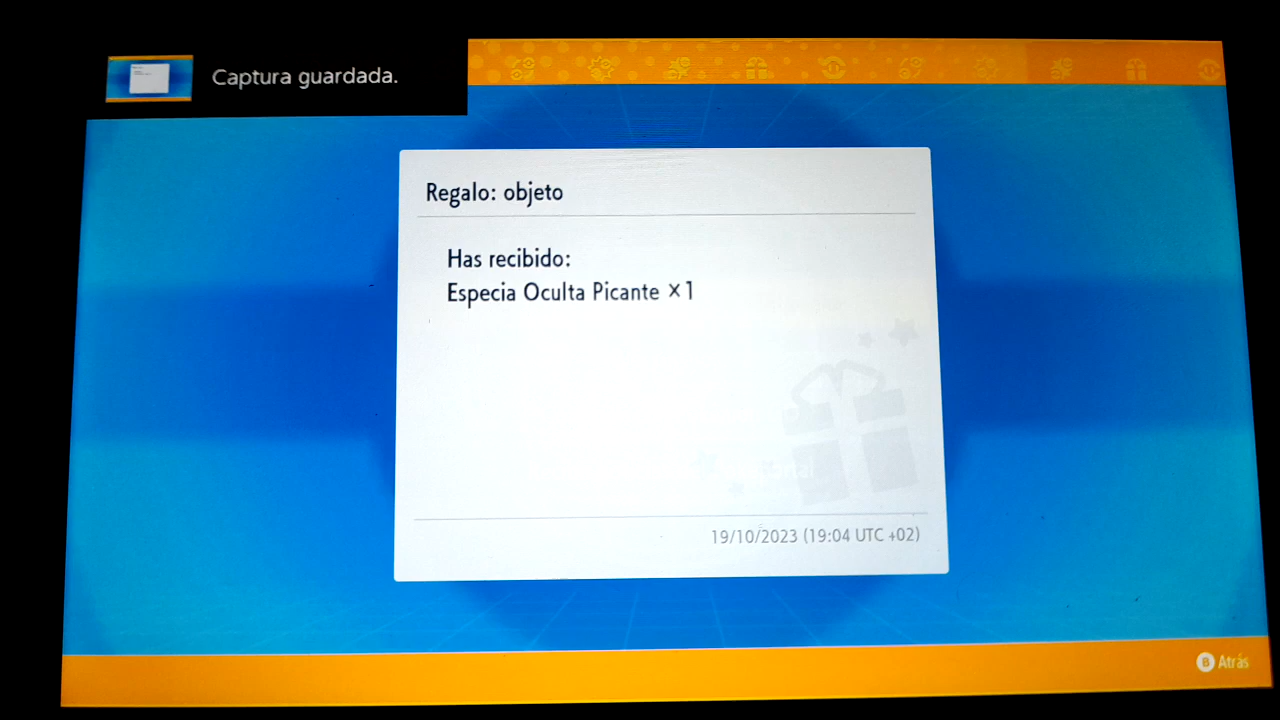 Captura guardada.
Regalo: objeto
Has recibido:
Especia Oculta Picante ×1
19/10/2023 (19:04 UTC +02)
B Atrás